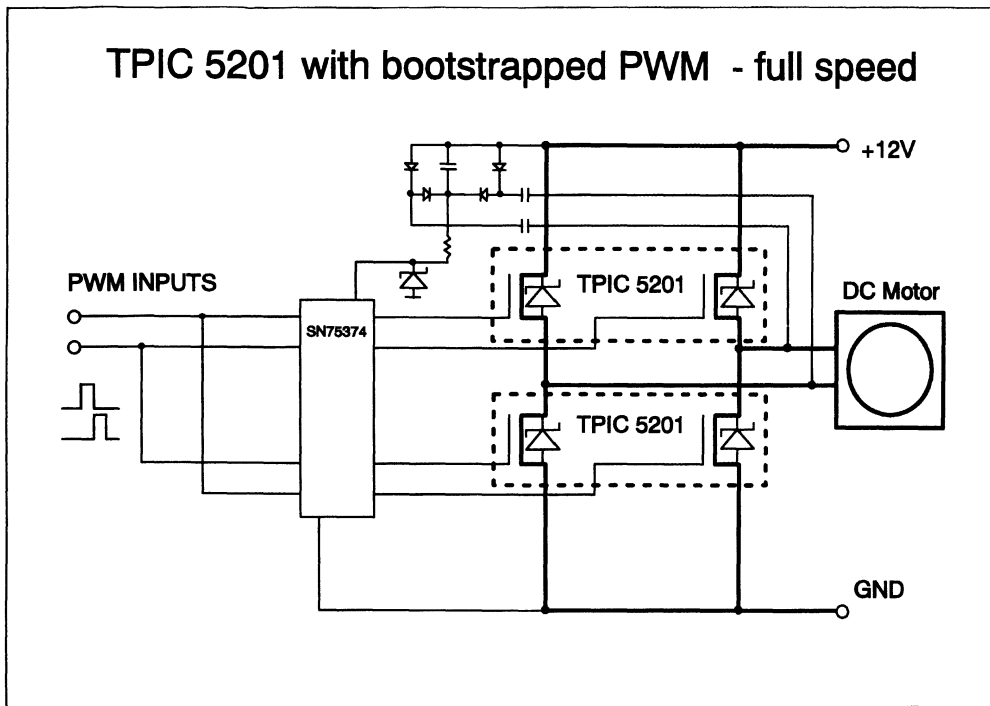 TPIC 5201 with bootstrapped PWM - full speed
+12V
PWM INPUTS
TPIC 5201
DC Motor
SN75374
TPIC 5201
GND